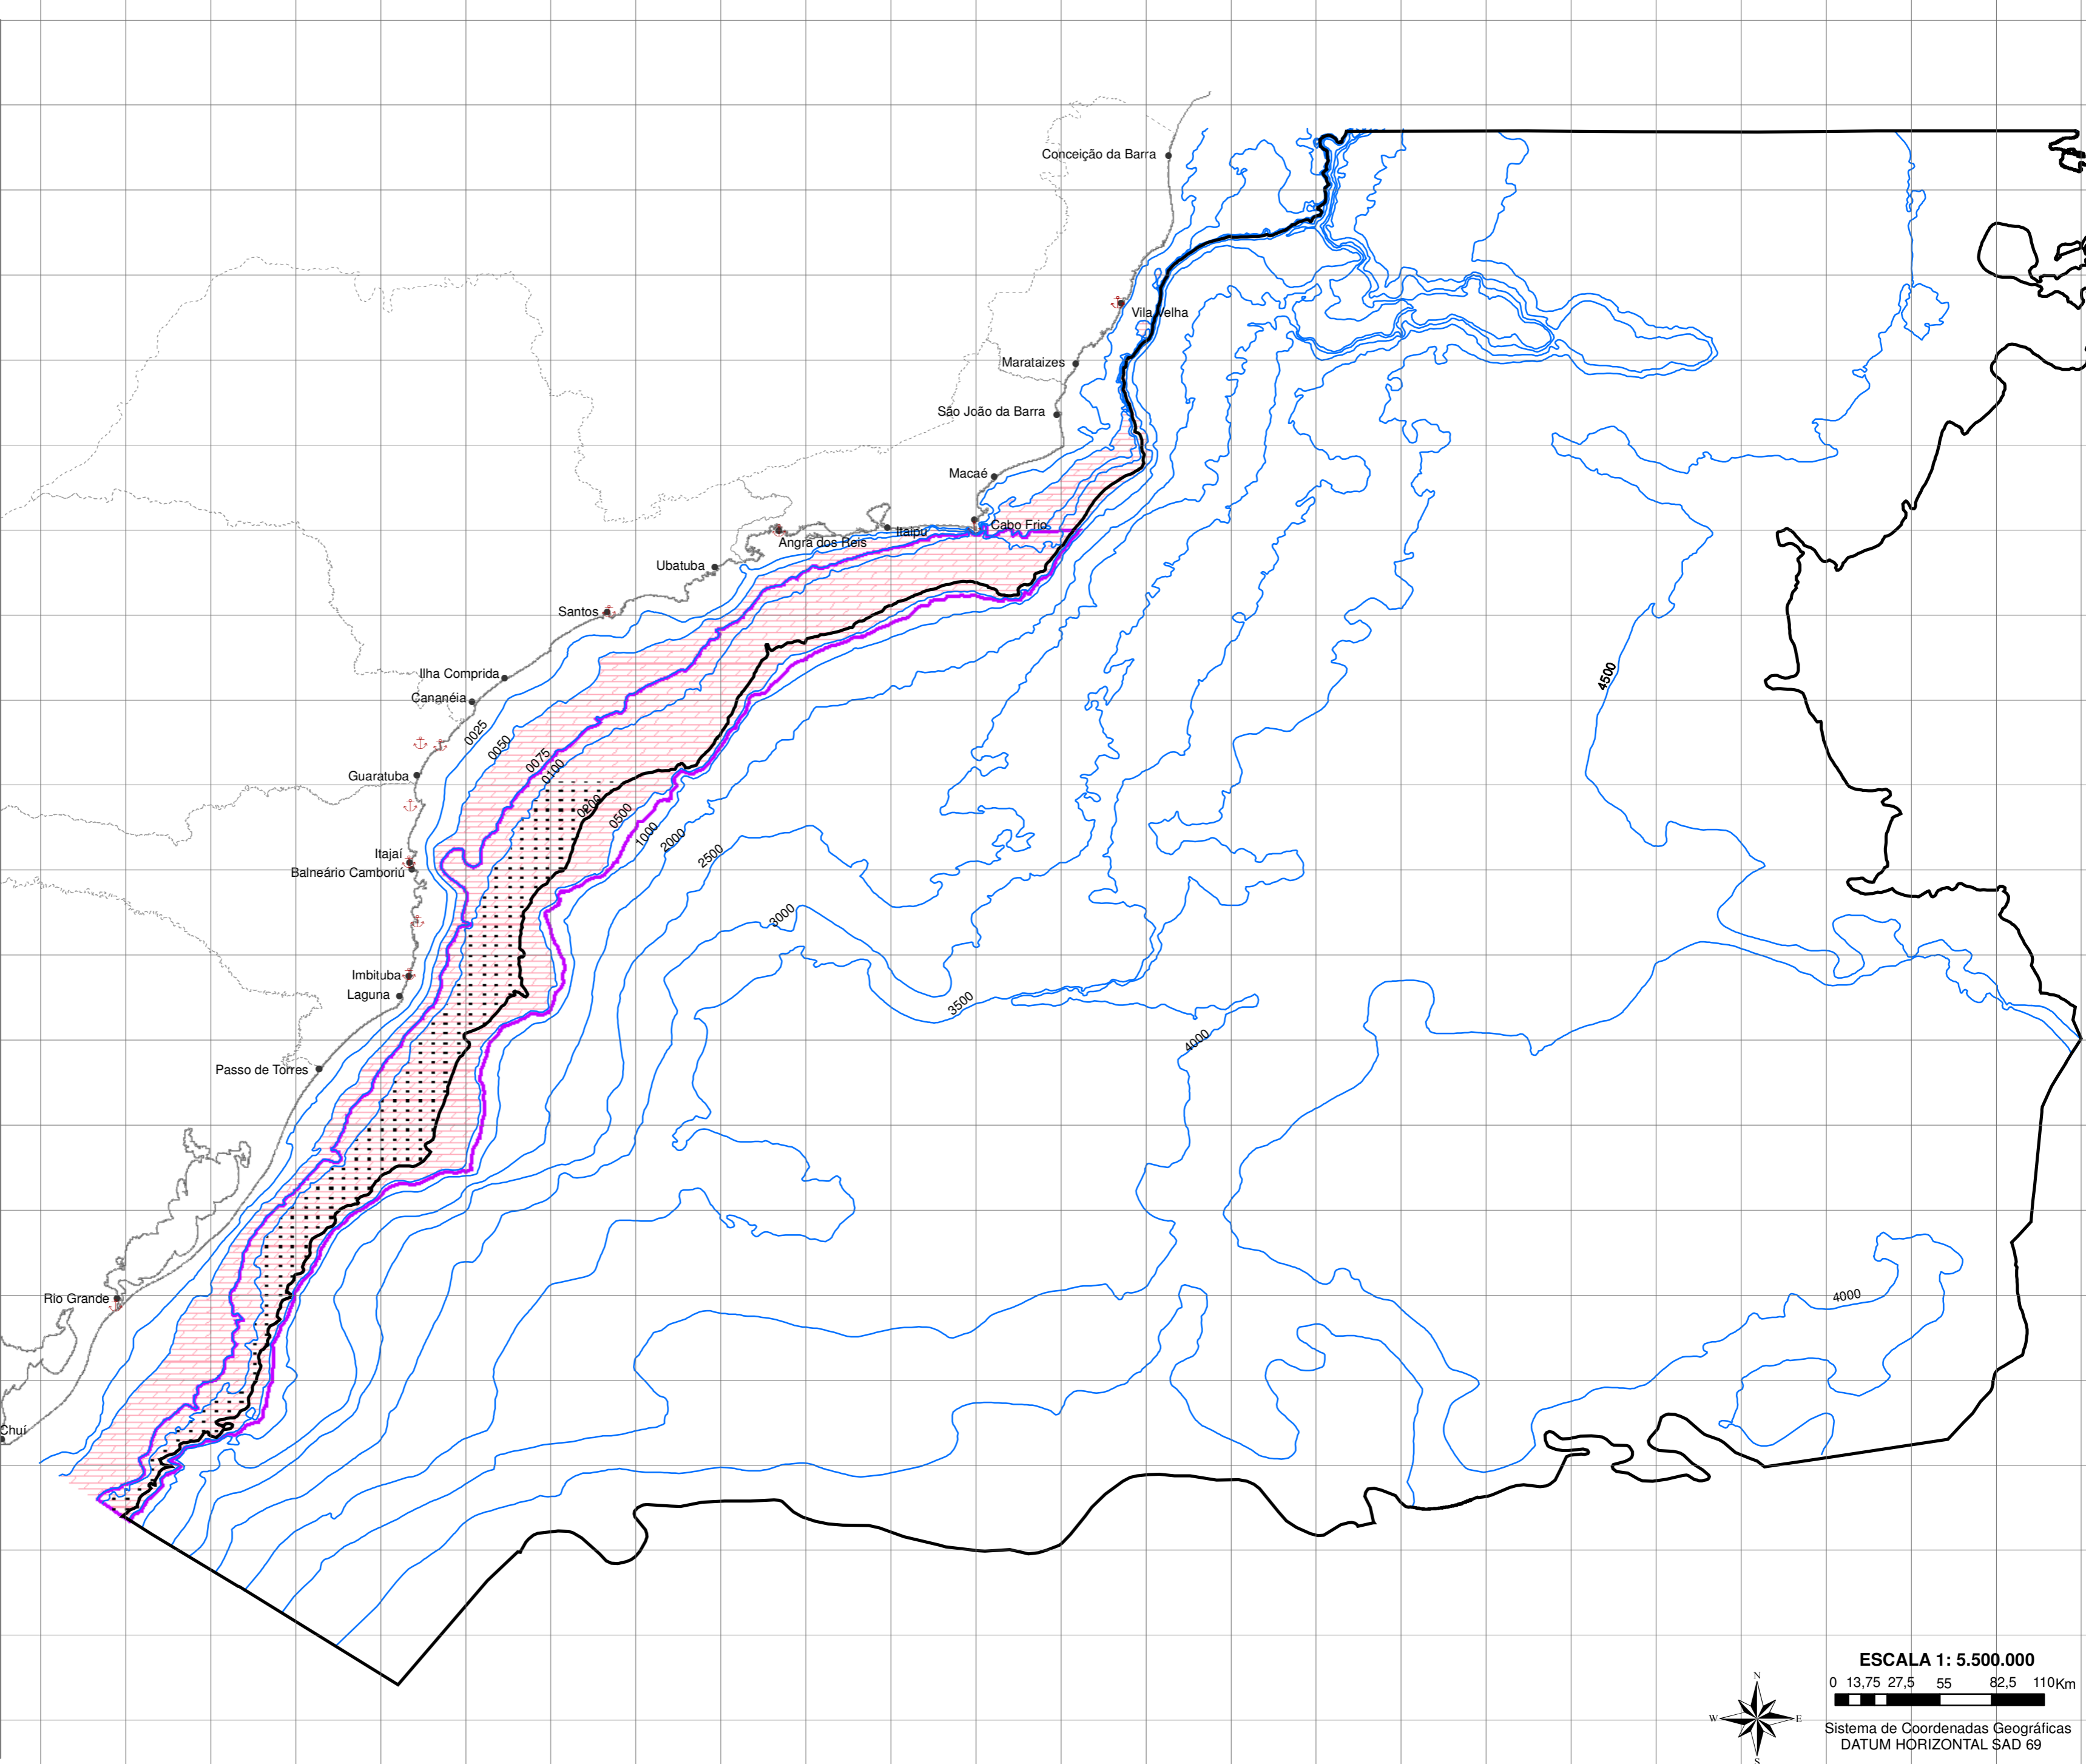 Conceição da Barra
Vila Velha
Marataizes
São João da Barra
Macaé
Cabo Frio
Itaipu
Angra dos Reis
Ubatuba
Santos
4500
Ilha Comprida
Cananéia
0025
0050
0075
0100
Guaratuba
0200
0500
1000
2000
2500
Itajaí
Balneário Camboriú
3000
Imbituba
Laguna
3500
4000
Passo de Torres
Rio Grande
4000
Chuí
ESCALA 1: 5.500.000
0 13,75 27,5 55 82,5 110 Km
N
W E
S
Sistema de Coordenadas Geográficas
DATUM HORIZONTAL SAD 69